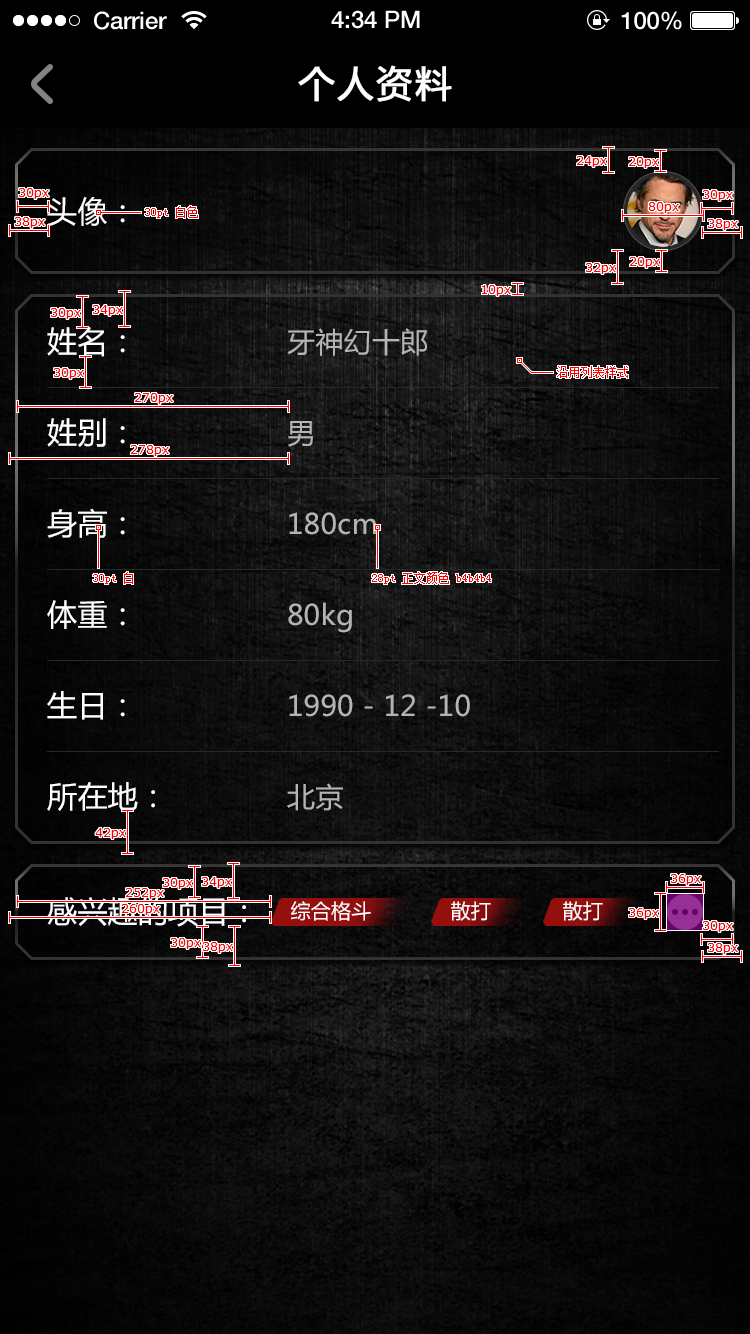 Carrier 4:34 PM 100%
个人资料
24px 20px
30px 80px 30px
头像： 30pt 白色
38px 38px
32px 20px
10px
30px 34px
姓名： 牙神幻十郎
30px 沿用列表样式
270px
姓别： 男
278px
身高： 180cm
30pt 白 28pt 正文颜色 b4b4b4
体重： 80kg
生日： 1990 - 12 -10
所在地： 北京
42px
30px 34px 36px
252px
感兴趣的项目： 综合格斗 散打 散打 36px
260px
30px 38px 30px
38px